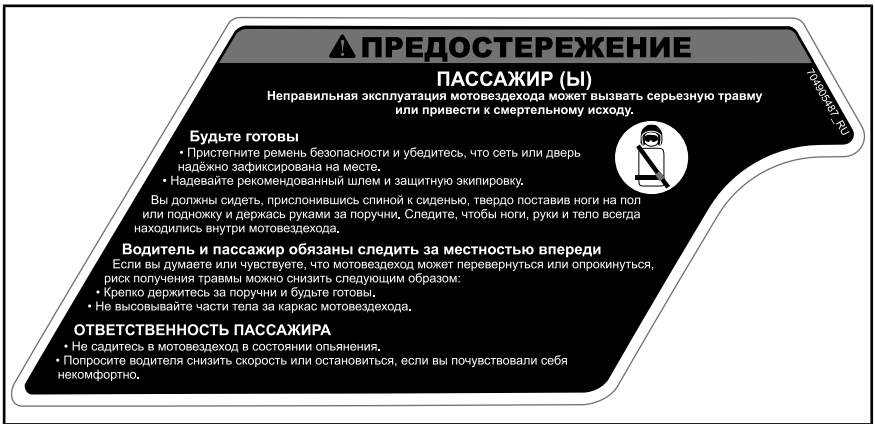 ПРЕДОСТЕРЕЖЕНИЕ
ПАССАЖИР (Ы)
Неправильная эксплуатация мотовездехода может вызвать серьезную травму
или привести к смертельному исходу.
704905487_RU
Будьте готовы
• Пристегните ремень безопасности и убедитесь, что сеть или дверь
надёжно зафиксирована на месте.
• Надевайте рекомендованный шлем и защитную экипировку.
Вы должны сидеть, прислонившись спиной к сиденью, твердо поставив ноги на пол
или подножку и держась руками за поручни. Следите, чтобы ноги, руки и тело всегда
находились внутри мотовездехода.
Водитель и пассажир обязаны следить за местностью впереди
Если вы думаете или чувствуете, что мотовездеход может перевернуться или опрокинуться,
риск получения травмы можно снизить следующим образом:
• Крепко держитесь за поручни и будьте готовы.
• Не высовывайте части тела за каркас мотовездехода.
ОТВЕТСТВЕННОСТЬ ПАССАЖИРА
• Не садитесь в мотовездеход в состоянии опьянения.
• Попросите водителя снизить скорость или остановиться, если вы почувствовали себя
некомфортно.